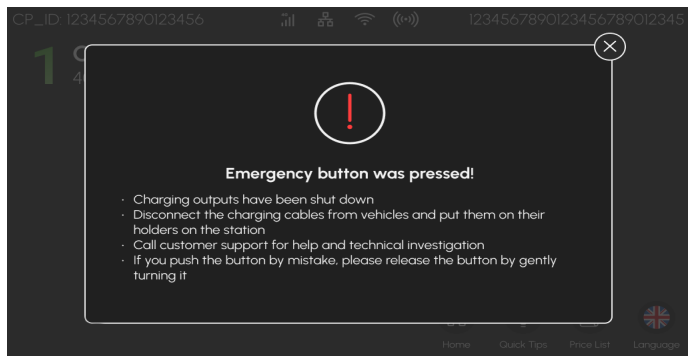 CP_ID: 1234567890123456 1234567890123456789012345
1
Emergency button was pressed!
· Charging outputs have been shut down
· Disconnect the charging cables from vehicles and put them on their
holders on the station
· Call customer support for help and technical investigation
· If you push the button by mistake, please release the button by gently
turning it
Home Quick Tips Price List Language